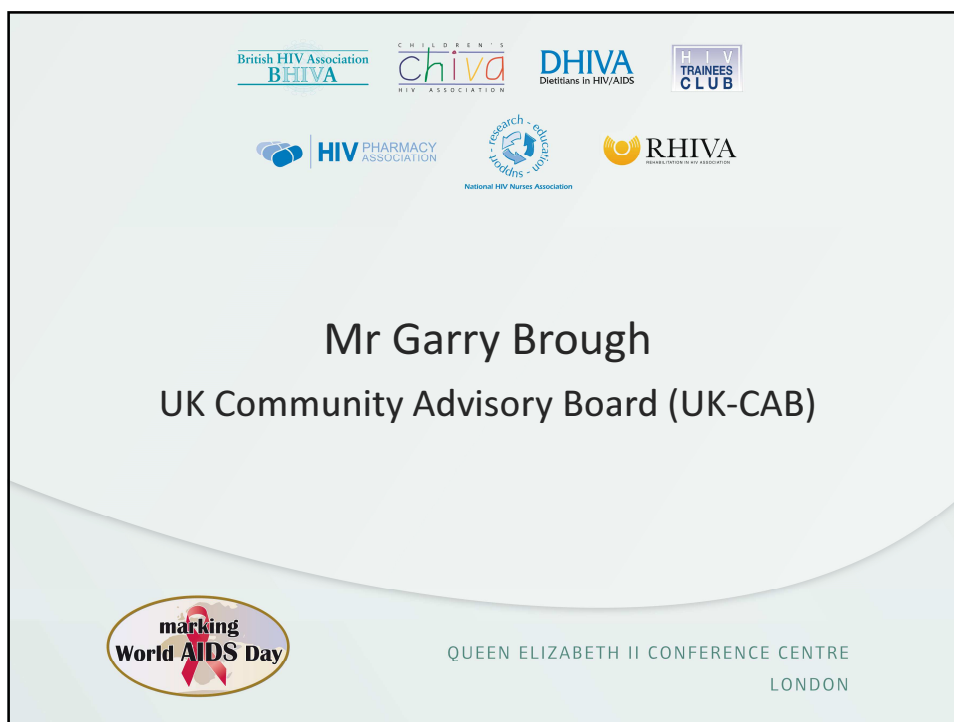 British HIV Association
BHIVA
CHILDREN'S
chiva
HIV ASSOCIATION
DHIVA
Dietitians in HIV/AIDS
HIV
TRAINEES
CLUB
HIV PHARMACY
ASSOCIATION
support - research - education -
National HIV Nurses Association
RHIVA
REHABILITATION IN HIV ASSOCIATION
Mr Garry Brough
UK Community Advisory Board (UK-CAB)
marking
World AIDS Day
QUEEN ELIZABETH II CONFERENCE CENTRE
LONDON